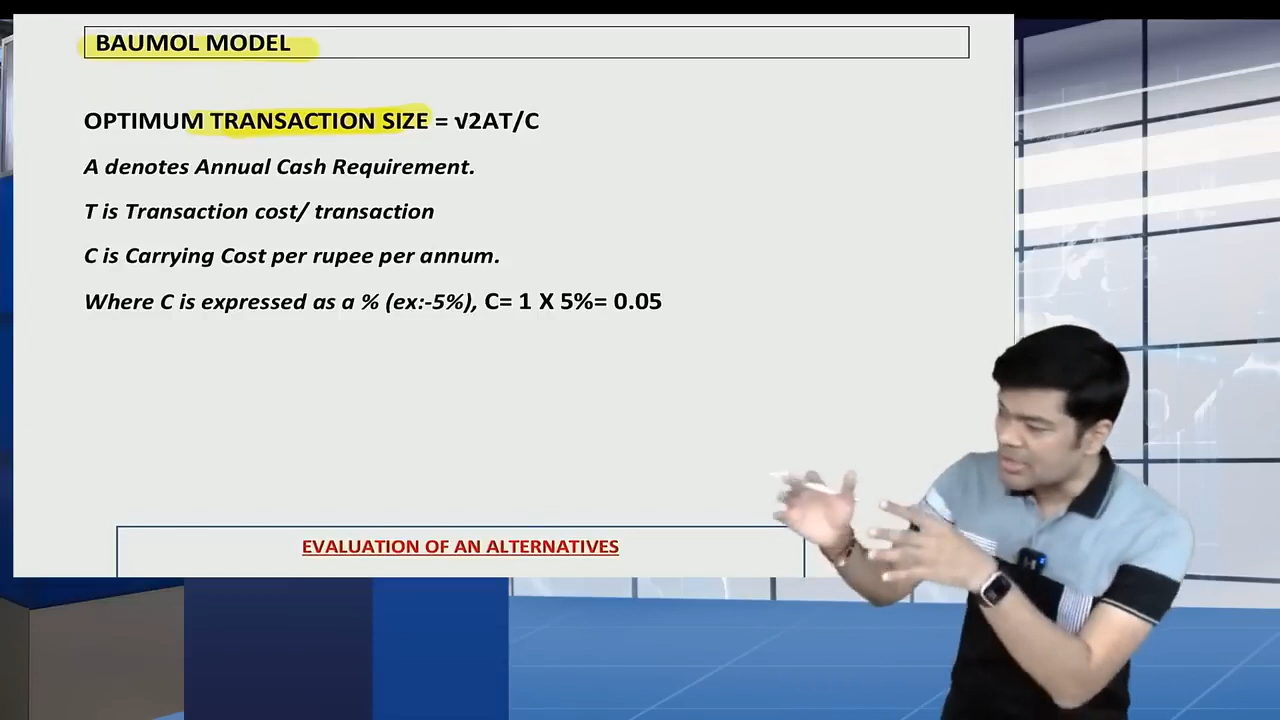 BAUMOL MODEL
OPTIMUM TRANSACTION SIZE = √2AT/C
A denotes Annual Cash Requirement.
T is Transaction cost/ transaction
C is Carrying Cost per rupee per annum.
Where C is expressed as a % (ex:-5%), C= 1 X 5%= 0.05
EVALUATION OF AN ALTERNATIVES